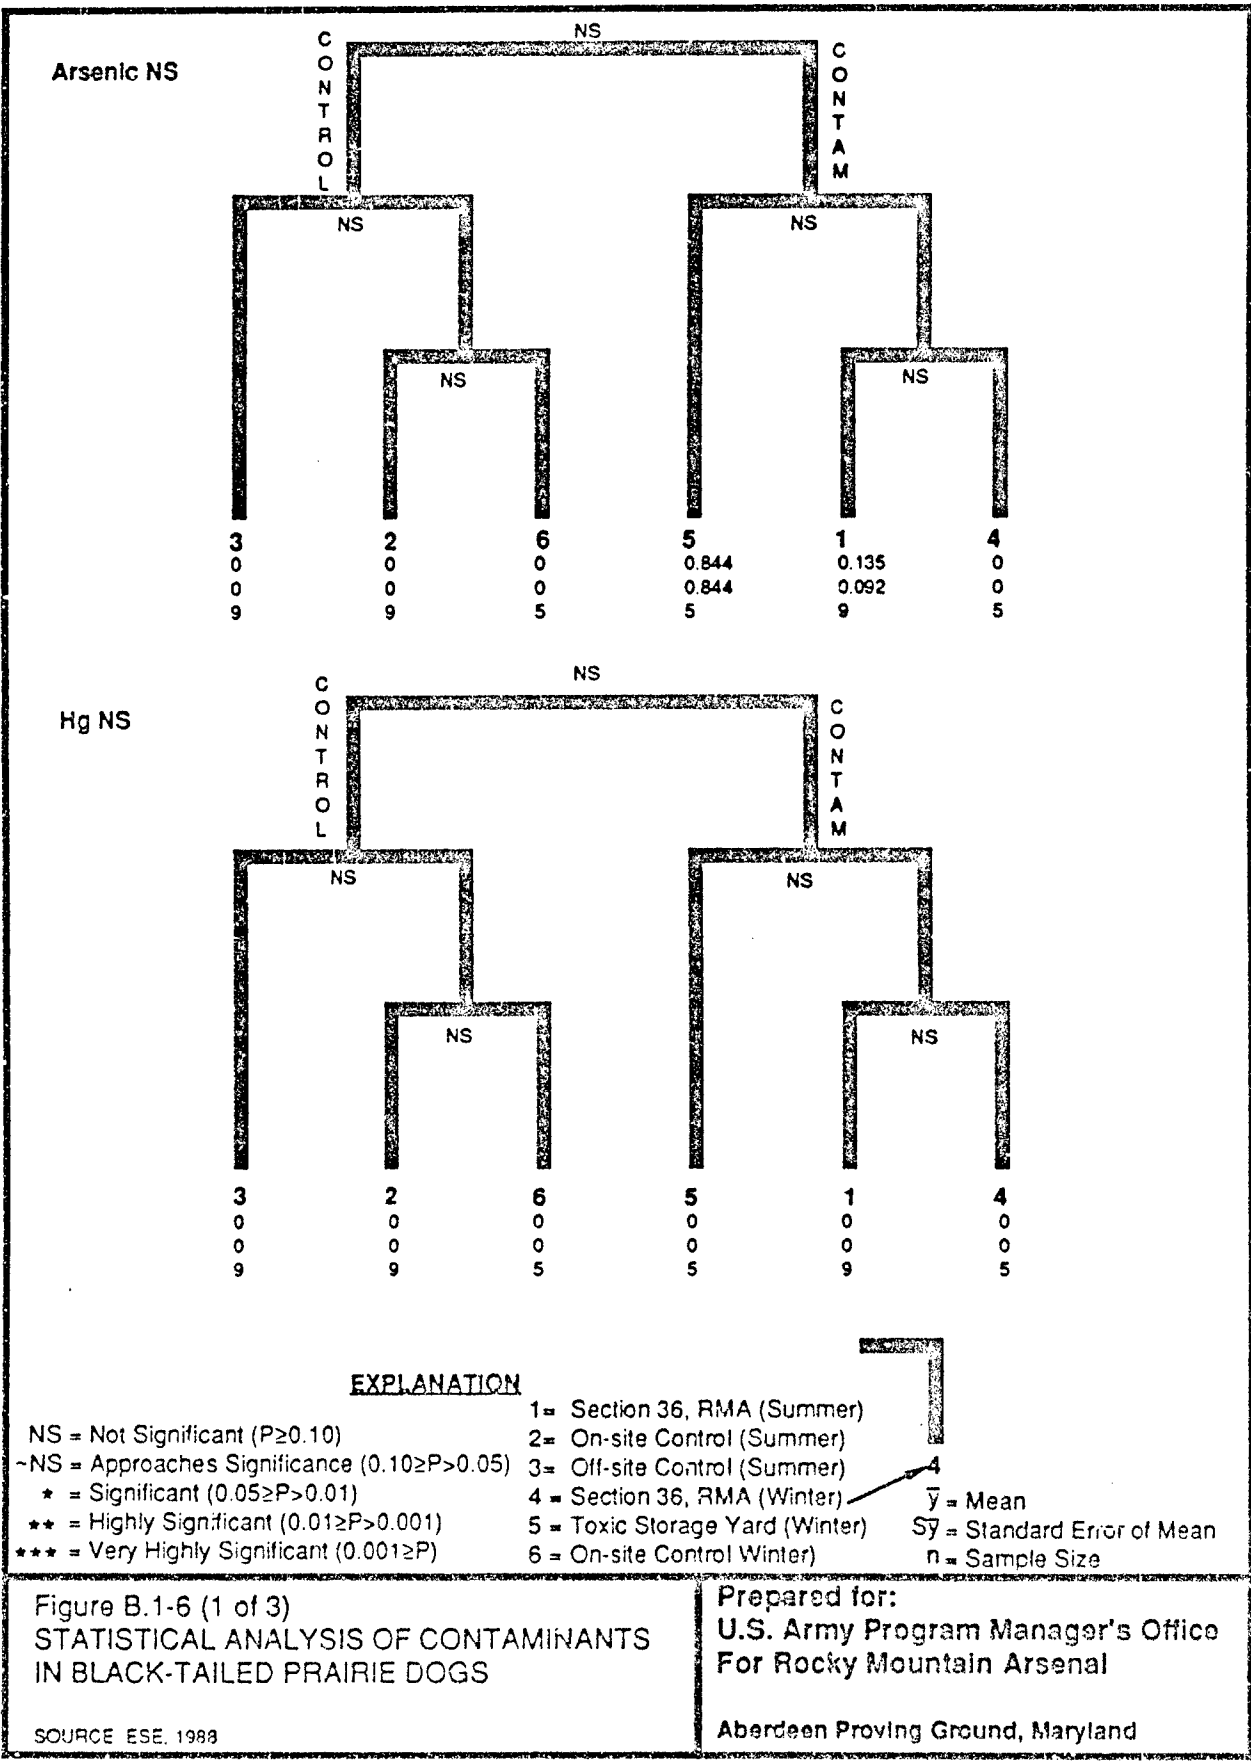 NS
CONTROL
CONTAM
Arsenic NS
NS
NS
NS
NS
3 2 6 5 1 4
0 0 0 0.844 0.135 0
0 0 0 0.844 0.092 0
9 9 5 5 9 5
NS
CONTROL
CONTAM
Hg NS
NS
NS
NS
NS
3 2 6 5 1 4
0 0 0 0 0 0
0 0 0 0 0 0
9 9 5 5 9 5
EXPLANATION
NS = Not Significant (P≥0.10)
~NS = Approaches Significance (0.10≥P>0.05)
* = Significant (0.05≥P>0.01)
** = Highly Significant (0.01≥P>0.001)
*** = Very Highly Significant (0.001≥P)
1= Section 36, RMA (Summer)
2= On-site Control (Summer)
3= Off-site Control (Summer)
4 = Section 36, RMA (Winter)
5 = Toxic Storage Yard (Winter)
6 = On-site Control Winter)
4
y̅ = Mean
Sy̅ = Standard Error of Mean
n = Sample Size
Figure B.1-6 (1 of 3)
STATISTICAL ANALYSIS OF CONTAMINANTS
IN BLACK-TAILED PRAIRIE DOGS
SOURCE ESE, 1988
Prepared for:
U.S. Army Program Manager's Office
For Rocky Mountain Arsenal
Aberdeen Proving Ground, Maryland